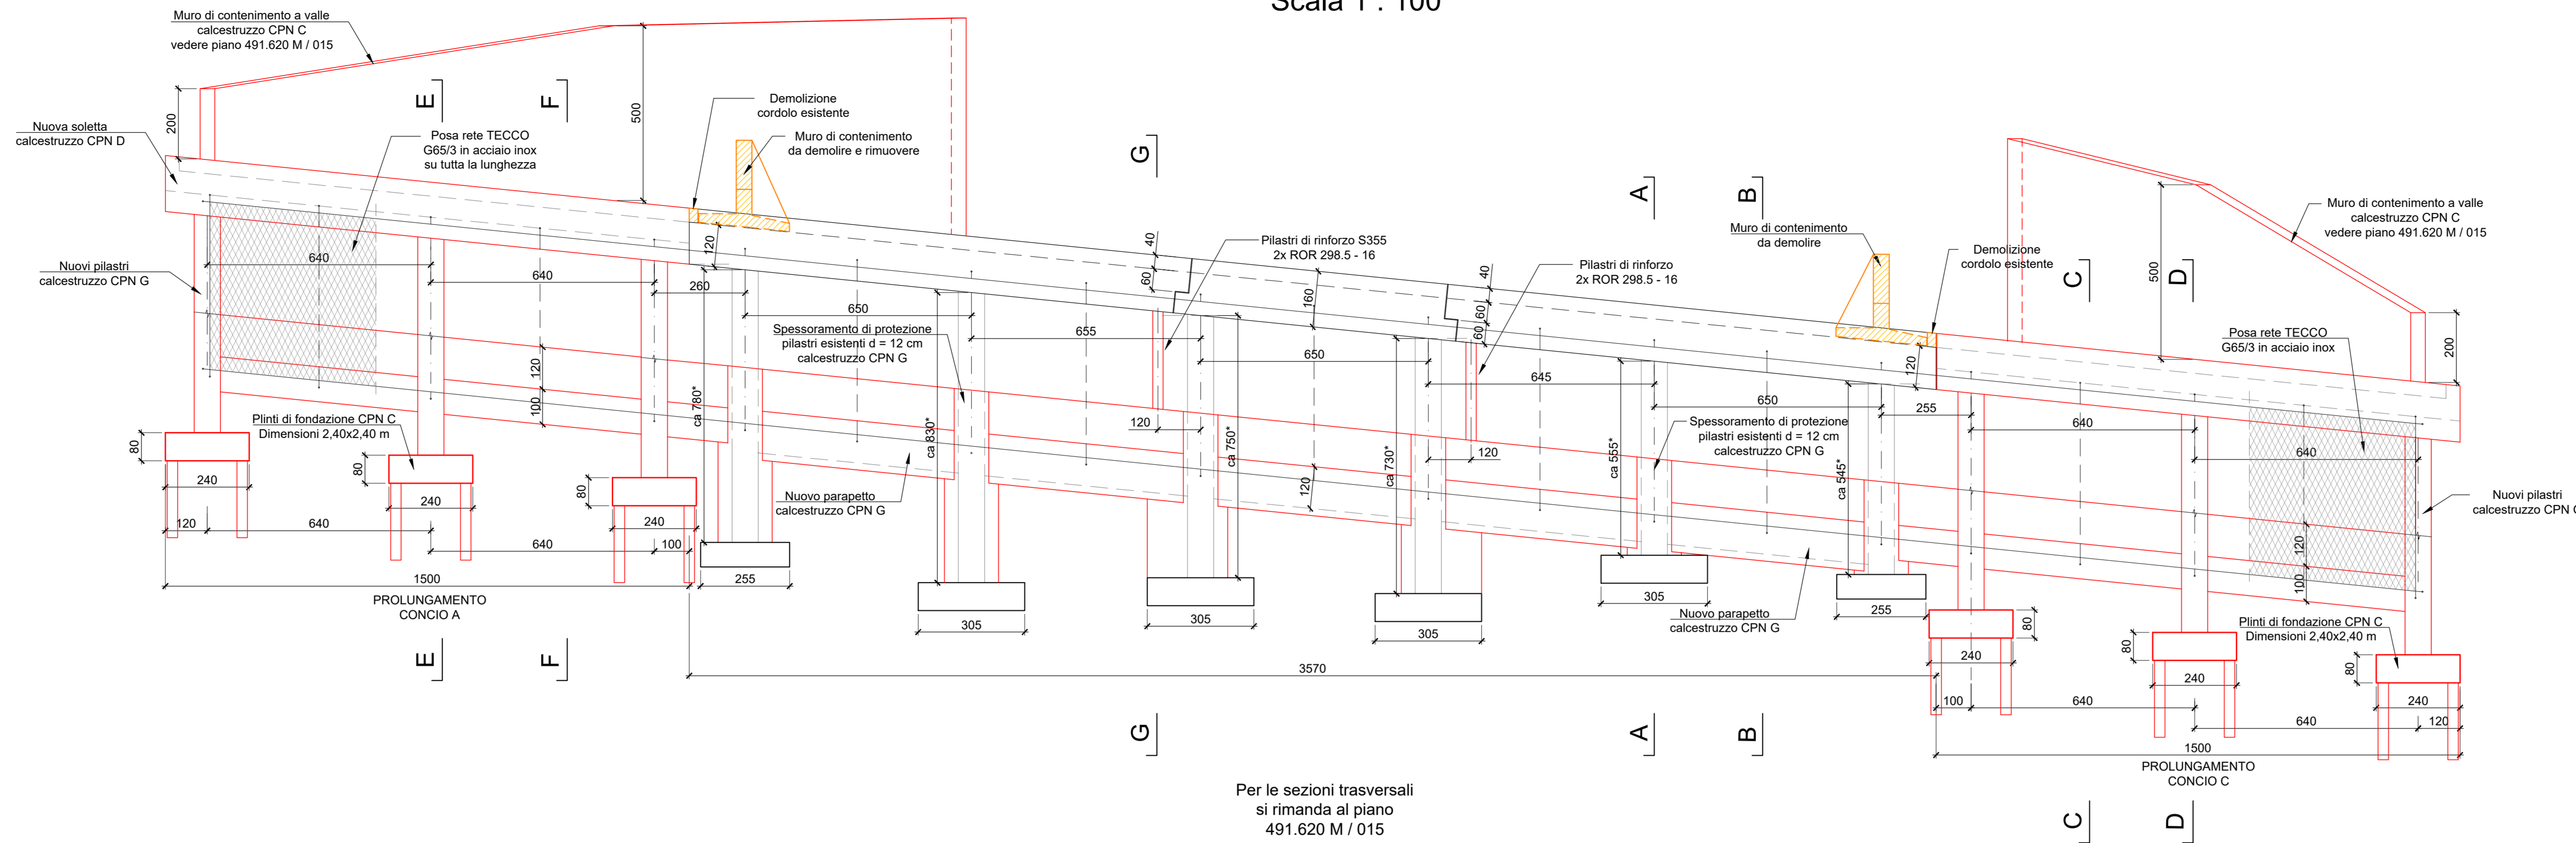 Scala 1 : 100
Muro di contenimento a valle
calcestruzzo CPN C
vedere piano 491.620 M / 015
Nuova soletta
calcestruzzo CPN D
200
E
F
500
Posa rete TECCO
G65/3 in acciaio inox
su tutta la lunghezza
Demolizione
cordolo esistente
Muro di contenimento
da demolire e rimuovere
G
A
B
Muro di contenimento
da demolire
Demolizione
cordolo esistente
C
D
500
Muro di contenimento a valle
calcestruzzo CPN C
vedere piano 491.620 M / 015
Posa rete TECCO
G65/3 in acciaio inox
200
Nuovi pilastri
calcestruzzo CPN G
640
640
260
120
650
40
60
Pilastri di rinforzo S355
2x ROR 298.5 - 16
160
Pilastri di rinforzo
2x ROR 298.5 - 16
40
60
60
Spessoramento di protezione
pilastri esistenti d = 12 cm
calcestruzzo CPN G
655
650
645
650
255
120
640
640
120
100
ca 780*
ca 830*
120
ca 750*
120
ca 730*
120
ca 555*
ca 545*
Spessoramento di protezione
pilastri esistenti d = 12 cm
calcestruzzo CPN G
Plinti di fondazione CPN C
Dimensioni 2,40x2,40 m
80
240
80
240
80
240
120
640
640
100
1500
PROLUNGAMENTO
CONCIO A
Nuovo parapetto
calcestruzzo CPN G
255
305
305
305
305
255
Nuovo parapetto
calcestruzzo CPN G
120
100
Nuovi pilastri
calcestruzzo CPN
Plinti di fondazione CPN C
Dimensioni 2,40x2,40 m
80
240
80
240
80
240
3570
100
640
640
120
1500
PROLUNGAMENTO
CONCIO C
E
F
G
A
B
C
D
Per le sezioni trasversali
si rimanda al piano
491.620 M / 015